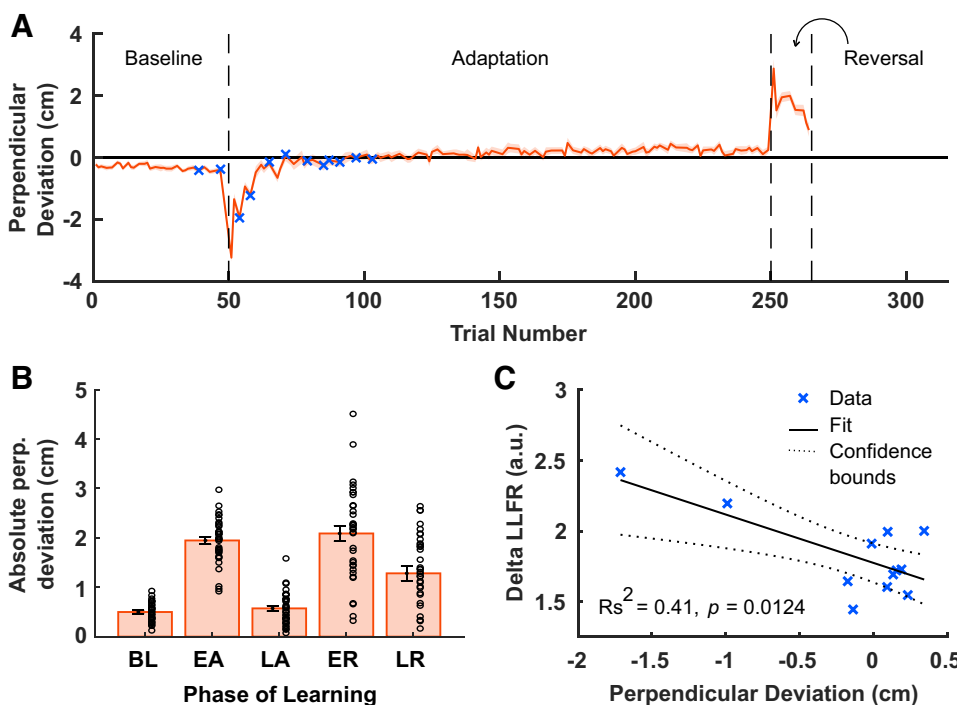 A
Perpendicular
Deviation (cm)
4
2
0
-2
-4
Baseline
Adaptation
Reversal
0
50
100
150
200
250
300
Trial Number
B
Absolute perp.
deviation (cm)
5
4
3
2
1
0
BL
EA
LA
ER
LR
Phase of Learning
C
Delta LLFR (a.u.)
3
2.5
2
1.5
Data
Fit
Confidence
bounds
Rs² = 0.41, p = 0.0124
-2
-1.5
-1
-0.5
0
0.5
Perpendicular Deviation (cm)